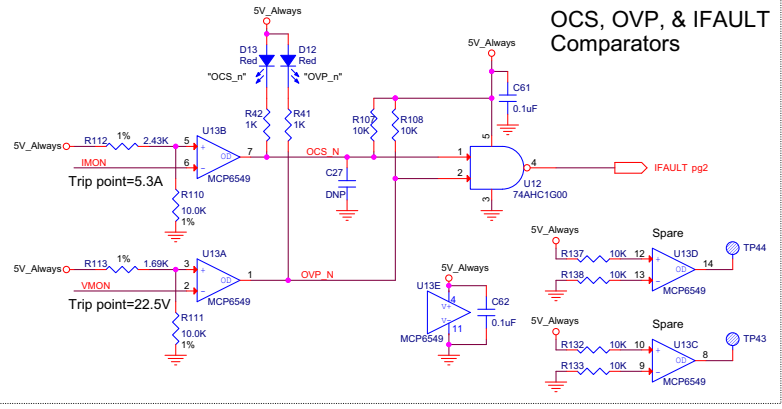 OCS, OVP, & IFAULT
Comparators
5V_Always
D13
Red
D12
Red
"OCS_n"
"OVP_n"
5V_Always
C61
0.1uF
R42
1K
R41
1K
R107
10K
R108
10K
5V_Always
R112
1%
2.43K
U13B
5
+
6
-
OD
7
MCP6549
IMON
Trip point=5.3A
R110
10.0K
1%
OCS_N
C27
DNP
1
2
5
4
3
U12
74AHC1G00
IFAULT pg2
5V_Always
R113
1%
1.69K
U13A
3
+
2
-
OD
1
MCP6549
VMON
Trip point=22.5V
R111
10.0K
1%
OVP_N
5V_Always
U13E
4
V+
V-
11
MCP6549
C62
0.1uF
Spare
5V_Always
R137
10K
12
+
U13D
R138
10K
13
-
OD
14
MCP6549
TP44
Spare
5V_Always
R132
10K
10
+
U13C
R133
10K
9
-
OD
8
MCP6549
TP43